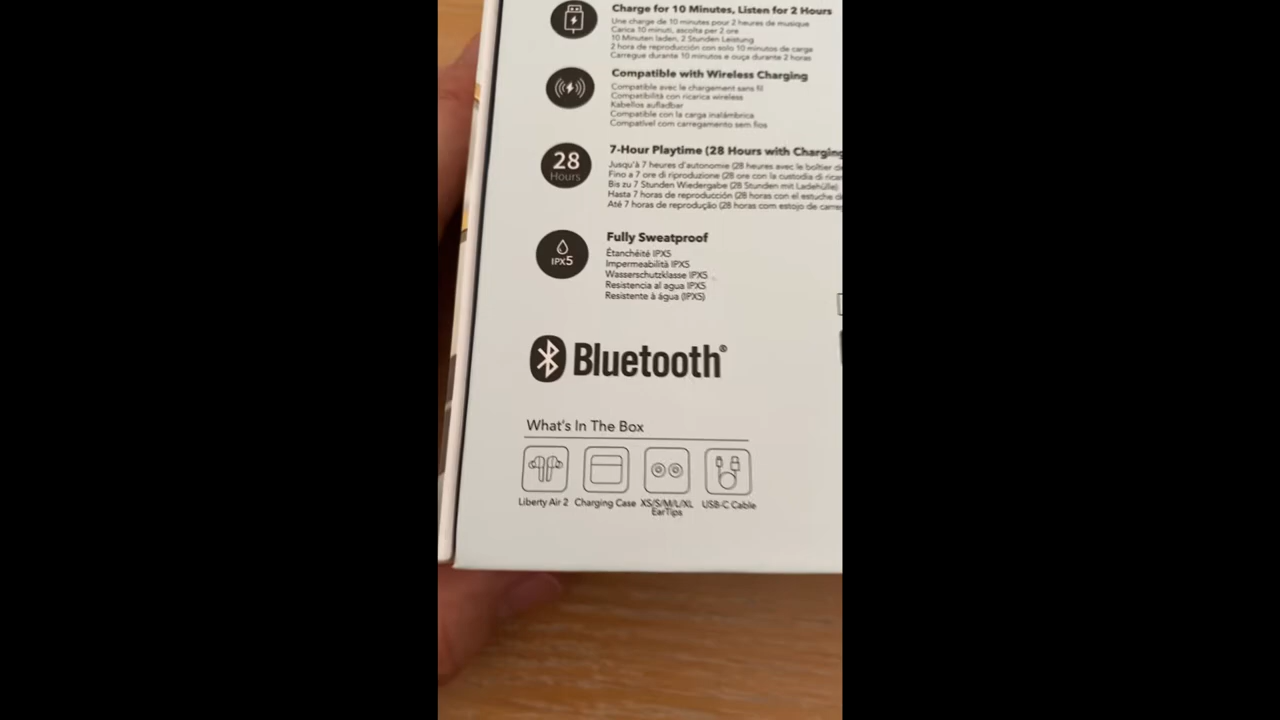 Charge for 10 Minutes, Listen for 2 Hours
Une charge de 10 minutes pour 2 heures de musique
Carica 10 minuti, ascolta per 2 ore
10 Minuten laden, 2 Stunden Leistung
2 hora de reproducción con solo 10 minutos de carga
Carregue durante 10 minutos e ouça durante 2 horas
Compatible with Wireless Charging
Compatible avec le chargement sans fil
Compatibilità con ricarica wireless
Kabellos aufladbar
Compatible con la carga inalámbrica
Compatível com carregamento sem fios
28
Hours
7-Hour Playtime (28 Hours with Charging
Jusqu'à 7 heures d'autonomie (28 heures avec le boîtier
Fino a 7 ore di riproduzione (28 ore con la custodia di
Bis zu 7 Stunden Wiedergabe (28 Stunden mit Ladehülle)
Hasta 7 horas de reproducción (28 horas con el estuche
Até 7 horas de reprodução (28 horas com estojo de
IPX5
Fully Sweatproof
Étanchéité IPX5
Impermeabilità IPX5
Wasserschutzklasse IPX5
Resistencia al agua IPX5
Resistente à água (IPX5)
Bluetooth®
What's In The Box
Liberty Air 2 Charging Case XS/S/M/L/XL USB-C Cable
EarTips